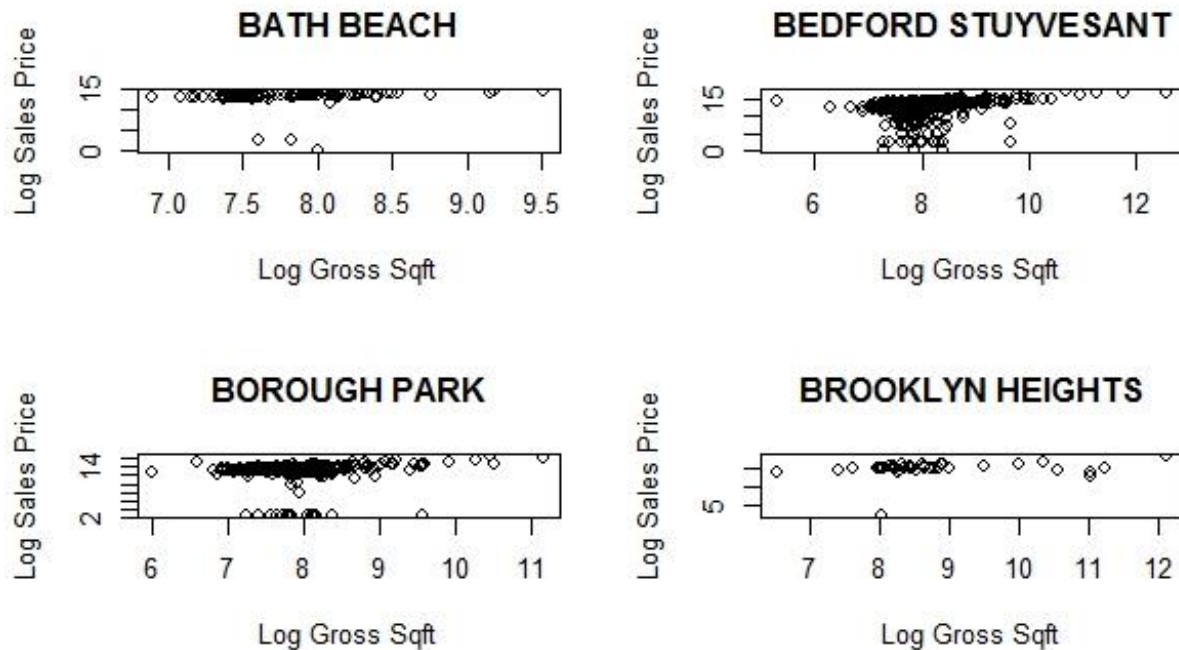 BATH BEACH
Log Sales Price
15
0
7.0 7.5 8.0 8.5 9.0 9.5
Log Gross Sqft
BEDFORD STUYVESANT
Log Sales Price
15
0
6 8 10 12
Log Gross Sqft
BOROUGH PARK
Log Sales Price
14
2
6 7 8 9 10 11
Log Gross Sqft
BROOKLYN HEIGHTS
Log Sales Price
5
7 8 9 10 11 12
Log Gross Sqft